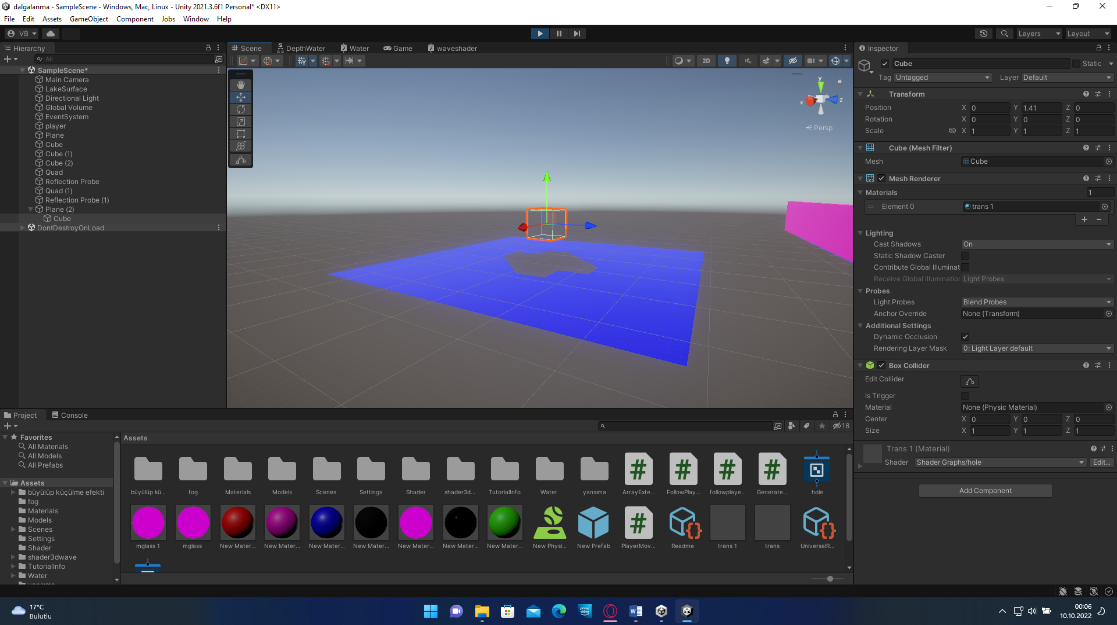 dalgalanma - SampleScene - Windows, Mac, Linux - Unity 2021.3.6f1 Personal* <DX11>
File Edit Assets GameObject Component Jobs Window Help
VB
Layers Layout
Hierarchy
All
SampleScene*
Main Camera
LakeSurface
Directional Light
Global Volume
EventSystem
player
Plane
Cube
Cube (1)
Cube (2)
Quad
Reflection Probe
Quad (1)
Reflection Probe (1)
Plane (2)
Cube
DontDestroyOnLoad
Scene DepthWater Water Game waveshader
2D
y
x
z
Persp
Inspector
Cube Static
Tag Untagged Layer Default
Transform
Position X 0 Y 1.41 Z 0
Rotation X 0 Y 0 Z 0
Scale X 1 Y 1 Z 1
Cube (Mesh Filter)
Mesh Cube
Mesh Renderer
Materials 1
Element 0 trans 1
Lighting
Cast Shadows On
Static Shadow Caster
Contribute Global Illuminat
Receive Global Illumination Light Probes
Probes
Light Probes Blend Probes
Anchor Override None (Transform)
Additional Settings
Dynamic Occlusion
Rendering Layer Mask 0: Light Layer default
Box Collider
Edit Collider
Is Trigger
Material None (Physic Material)
Center X 0 Y 0 Z 0
Size X 1 Y 1 Z 1
Trans 1 (Material)
Shader Shader Graphs/hole Edit...
Add Component
Project Console
18
Favorites
All Materials
All Models
All Prefabs
Assets
büyülüp küçüme efekti
fog
Materials
Models
Scenes
Settings
Shader
shader3dwave
TutorialInfo
Water
Assets
büyülüp kü... fog Materials Models Scenes Settings Shader shader3d... TutorialInfo Water yansıma ArrayExte... FollowPlay... followplaye... Generate... hole
mglass 1 mglass New Mater... New Mater... New Mater... New Mater... New Mater... New Mater... New Mater... New Physi... New Prefab PlayerMov... Readme trans 1 trans UniversalR...
17°C
Bulutlu
00:06
10.10.2022